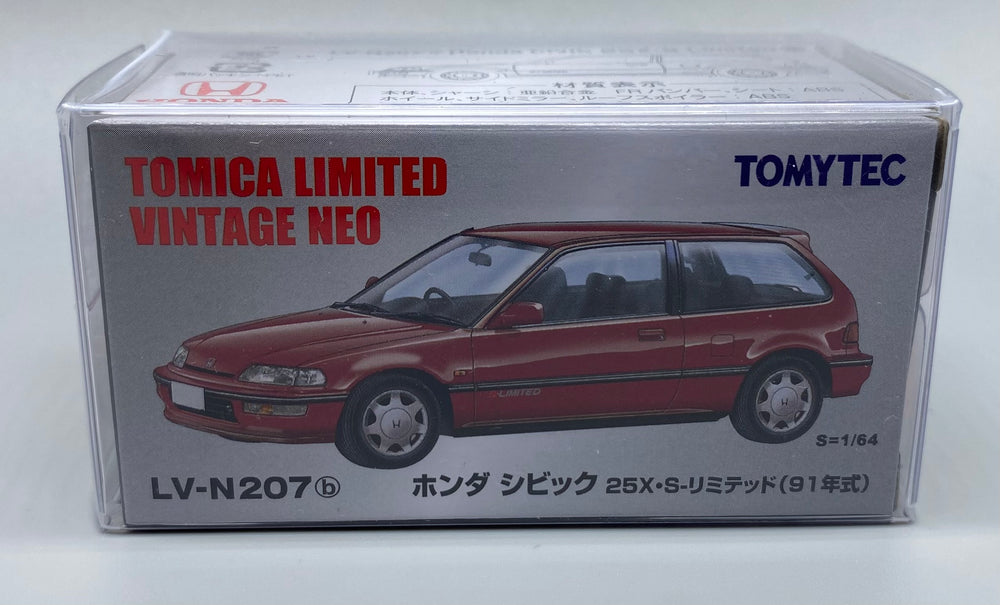 HONDA
材質表示
本体、シャーシ:亜鉛合金 FRバンパー、シート:ABS
ホイール、サイドミラー、ルーフスポイラー:ABS
TOMICA LIMITED
VINTAGE NEO
TOMYTEC
S-LIMITED
S=1/64
LV-N207ⓑ
ホンダ シビック 25X・S-リミテッド(91年式)